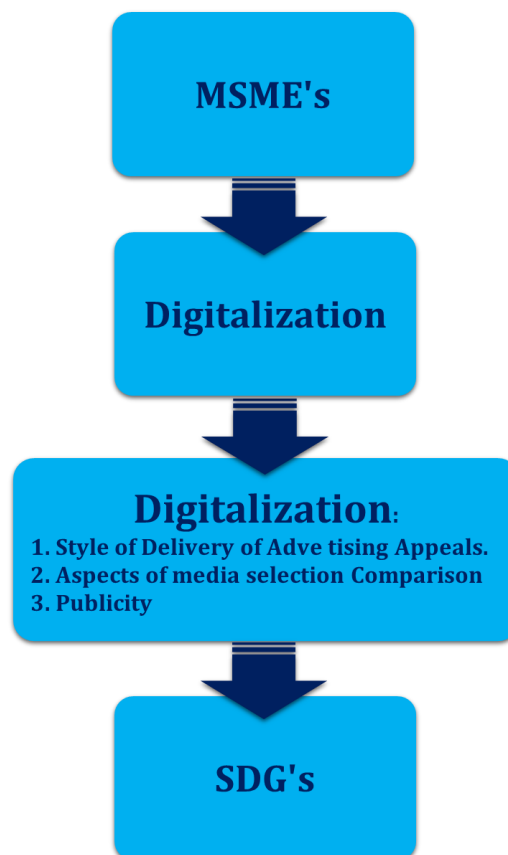 MSME's
Digitalization
Digitalization:
1. Style of Delivery of Adve tising Appeals.
2. Aspects of media selection Comparison
3. Publicity
SDG's